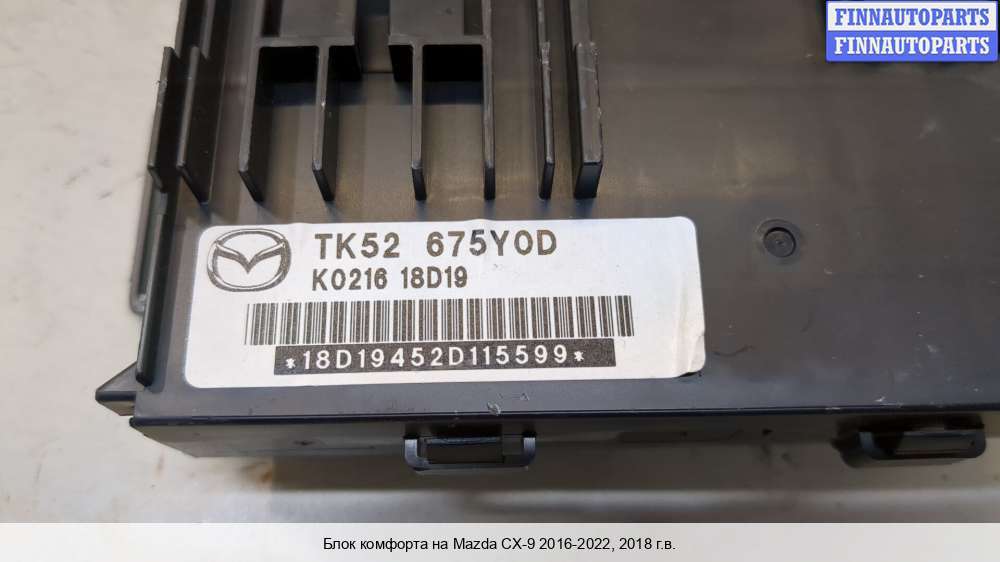 FINNAUTOPARTS
FINNAUTOPARTS
TK52 675Y0D
K0216 18D19
*18D19452D115599*
Блок комфорта на Mazda CX-9 2016-2022, 2018 г.в.